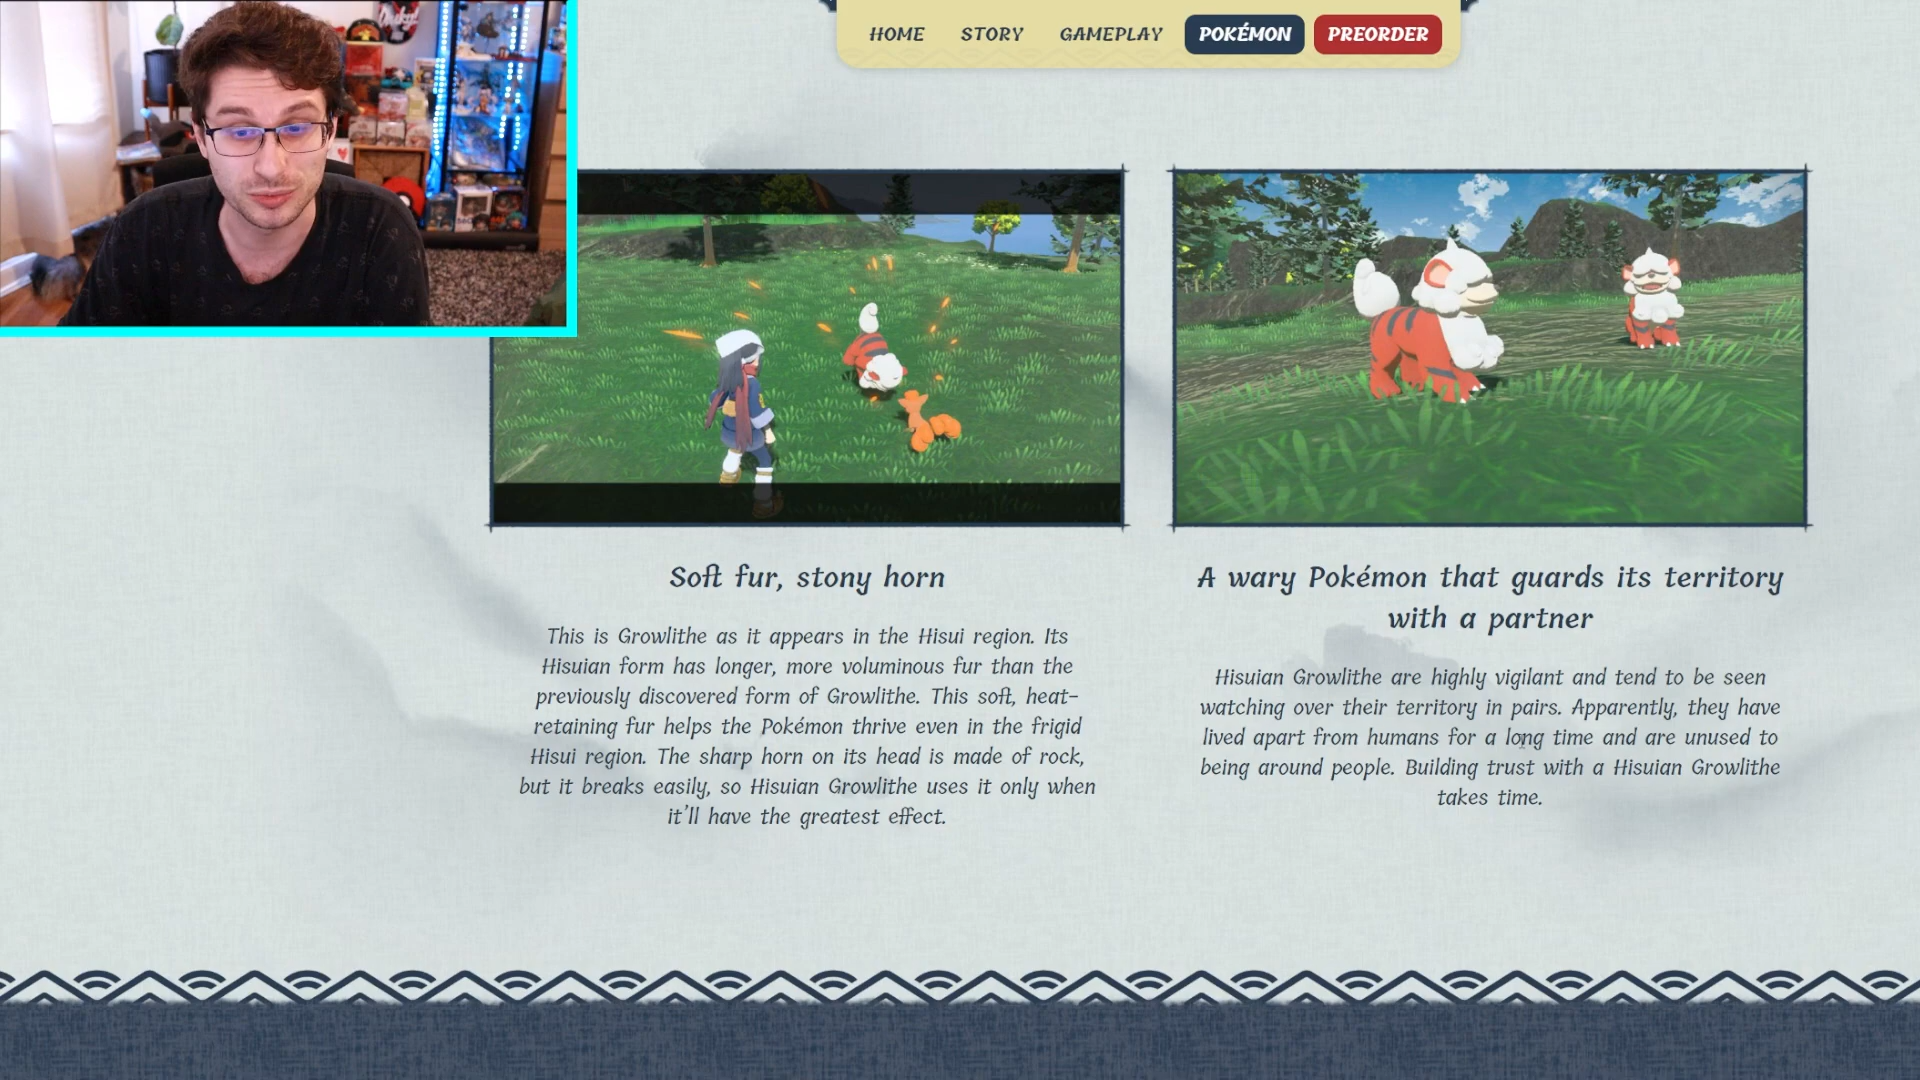 HOME STORY GAMEPLAY POKÉMON PREORDER
Soft fur, stony horn
This is Growlithe as it appears in the Hisui region. Its
Hisuian form has longer, more voluminous fur than the
previously discovered form of Growlithe. This soft, heat-
retaining fur helps the Pokémon thrive even in the frigid
Hisui region. The sharp horn on its head is made of rock,
but it breaks easily, so Hisuian Growlithe uses it only when
it'll have the greatest effect.
A wary Pokémon that guards its territory
with a partner
Hisuian Growlithe are highly vigilant and tend to be seen
watching over their territory in pairs. Apparently, they have
lived apart from humans for a long time and are unused to
being around people. Building trust with a Hisuian Growlithe
takes time.